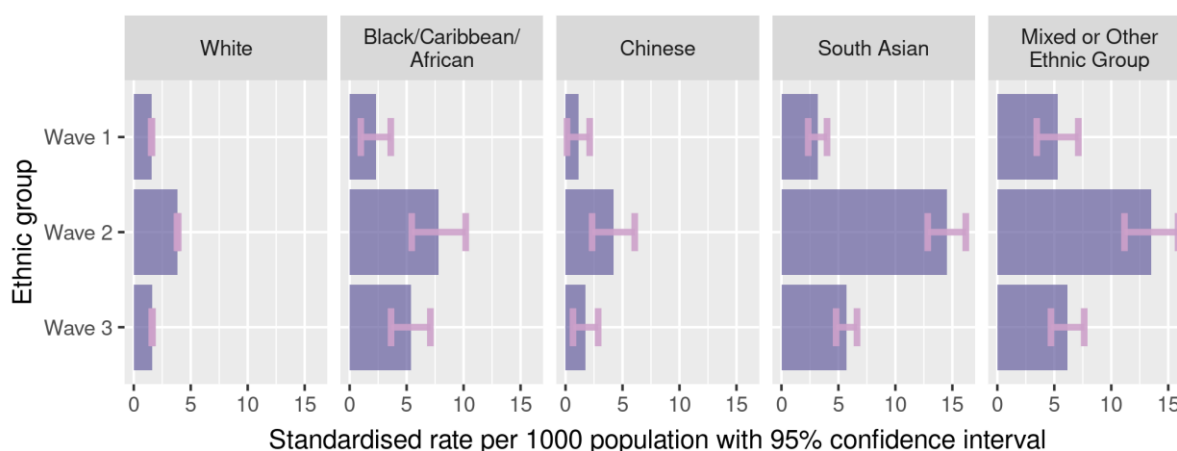 White
Black/Caribbean/
African
Chinese
South Asian
Mixed or Other
Ethnic Group
Ethnic group
Wave 1
Wave 2
Wave 3
0 5 10 15 0 5 10 15 0 5 10 15 0 5 10 15 0 5 10 15
Standardised rate per 1000 population with 95% confidence interval